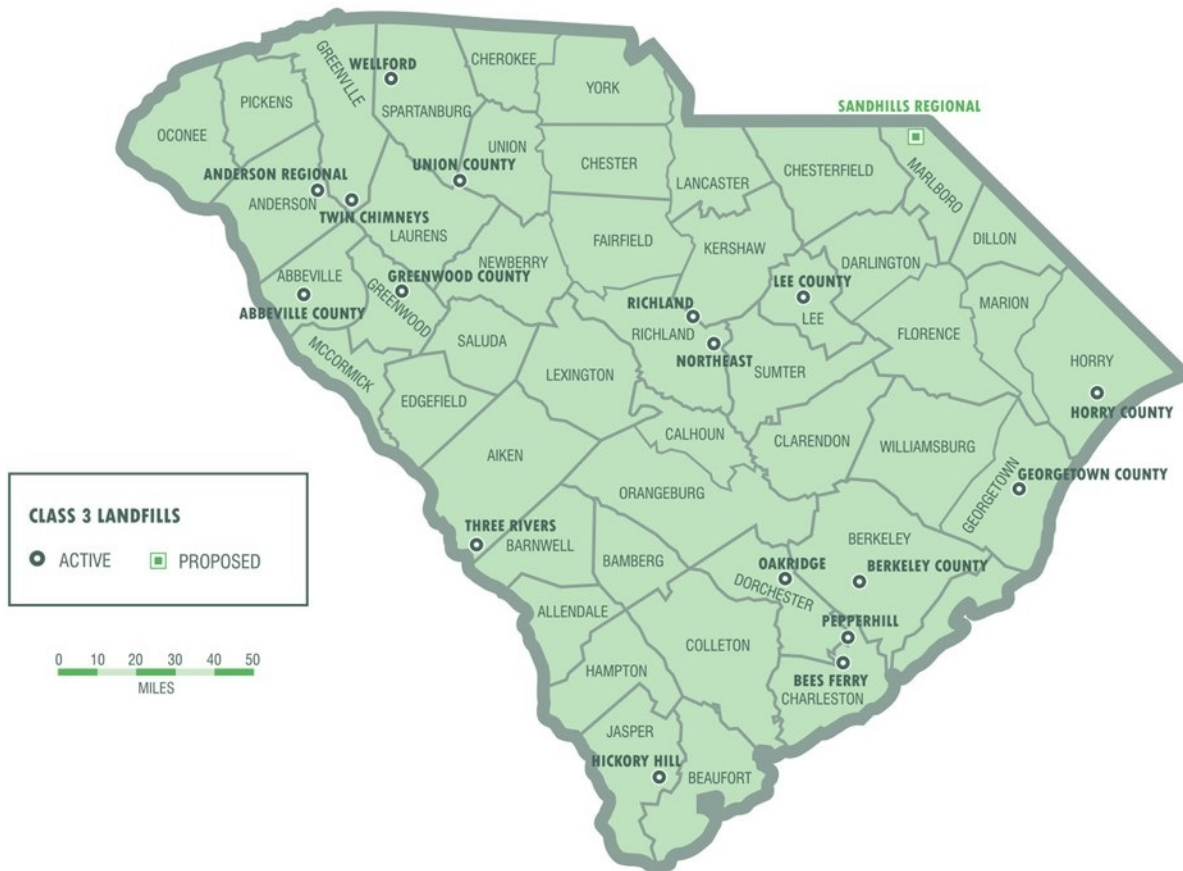 GREENVILLE
WELLFORD
CHEROKEE
YORK
PICKENS
SPARTANBURG
SANDHILLS REGIONAL
OCONEE
UNION
CHESTER
UNION COUNTY
ANDERSON REGIONAL
ANDERSON
TWIN CHIMNEYS
LANCASTER
CHESTERFIELD
MARLBORO
LAURENS
FAIRFIELD
KERSHAW
DILLON
NEWBERRY
DARLINGTON
ABBEVILLE
GREENWOOD COUNTY
GREENWOOD
LEE COUNTY
MARION
ABBEVILLE COUNTY
RICHLAND
RICHLAND
LEE
FLORENCE
SALUDA
NORTHEAST
MCCORMICK
LEXINGTON
SUMTER
HORRY
EDGEFIELD
HORRY COUNTY
CALHOUN
CLARENDON
WILLIAMSBURG
AIKEN
GEORGETOWN COUNTY
GEORGETOWN
ORANGEBURG
CLASS 3 LANDFILLS
ACTIVE
PROPOSED
THREE RIVERS
BARNWELL
BERKELEY
BAMBERG
OAKRIDGE
BERKELEY COUNTY
DORCHESTER
ALLENDALE
PEPPERHILL
COLLETON
0 10 20 30 40 50
MILES
HAMPTON
BEES FERRY
CHARLESTON
JASPER
HICKORY HILL
BEAUFORT